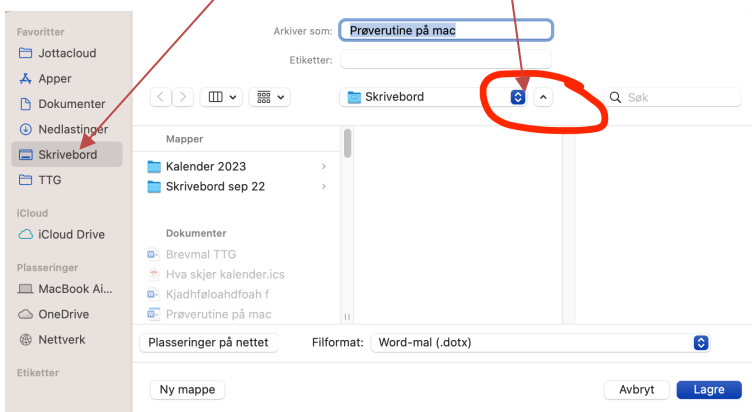 Favoritter
Jottacloud
Apper
Dokumenter
Nedlastinger
Skrivebord
TTG
iCloud
iCloud Drive
Plasseringer
MacBook Ai...
OneDrive
Nettverk
Etiketter
Arkiver som: Prøverutine på mac
Etiketter:
Skrivebord
Søk
Mapper
Kalender 2023
Skrivebord sep 22
Dokumenter
Brevmal TTG
Hva skjer kalender.ics
Kjadhføloahdfoah f
Prøverutine på mac
Plasseringer på nettet Filformat: Word-mal (.dotx)
Ny mappe Avbryt Lagre